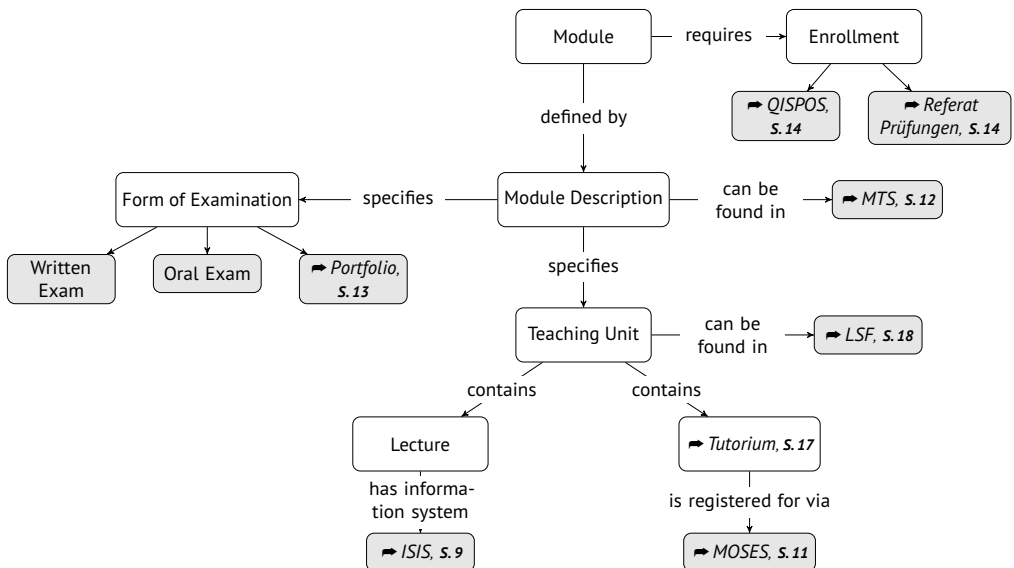 Module
requires
Enrollment
➦ QISPOS,
S. 14
➦ Referat
Prüfungen, S. 14
defined by
Form of Examination
specifies
Module Description
can be
found in
➦ MTS, S. 12
Written
Exam
Oral Exam
➦ Portfolio,
S. 13
specifies
Teaching Unit
can be
found in
➦ LSF, S. 18
contains
contains
Lecture
➦ Tutorium, S. 17
has informa-
tion system
is registered for via
➦ ISIS, S. 9
➦ MOSES, S. 11